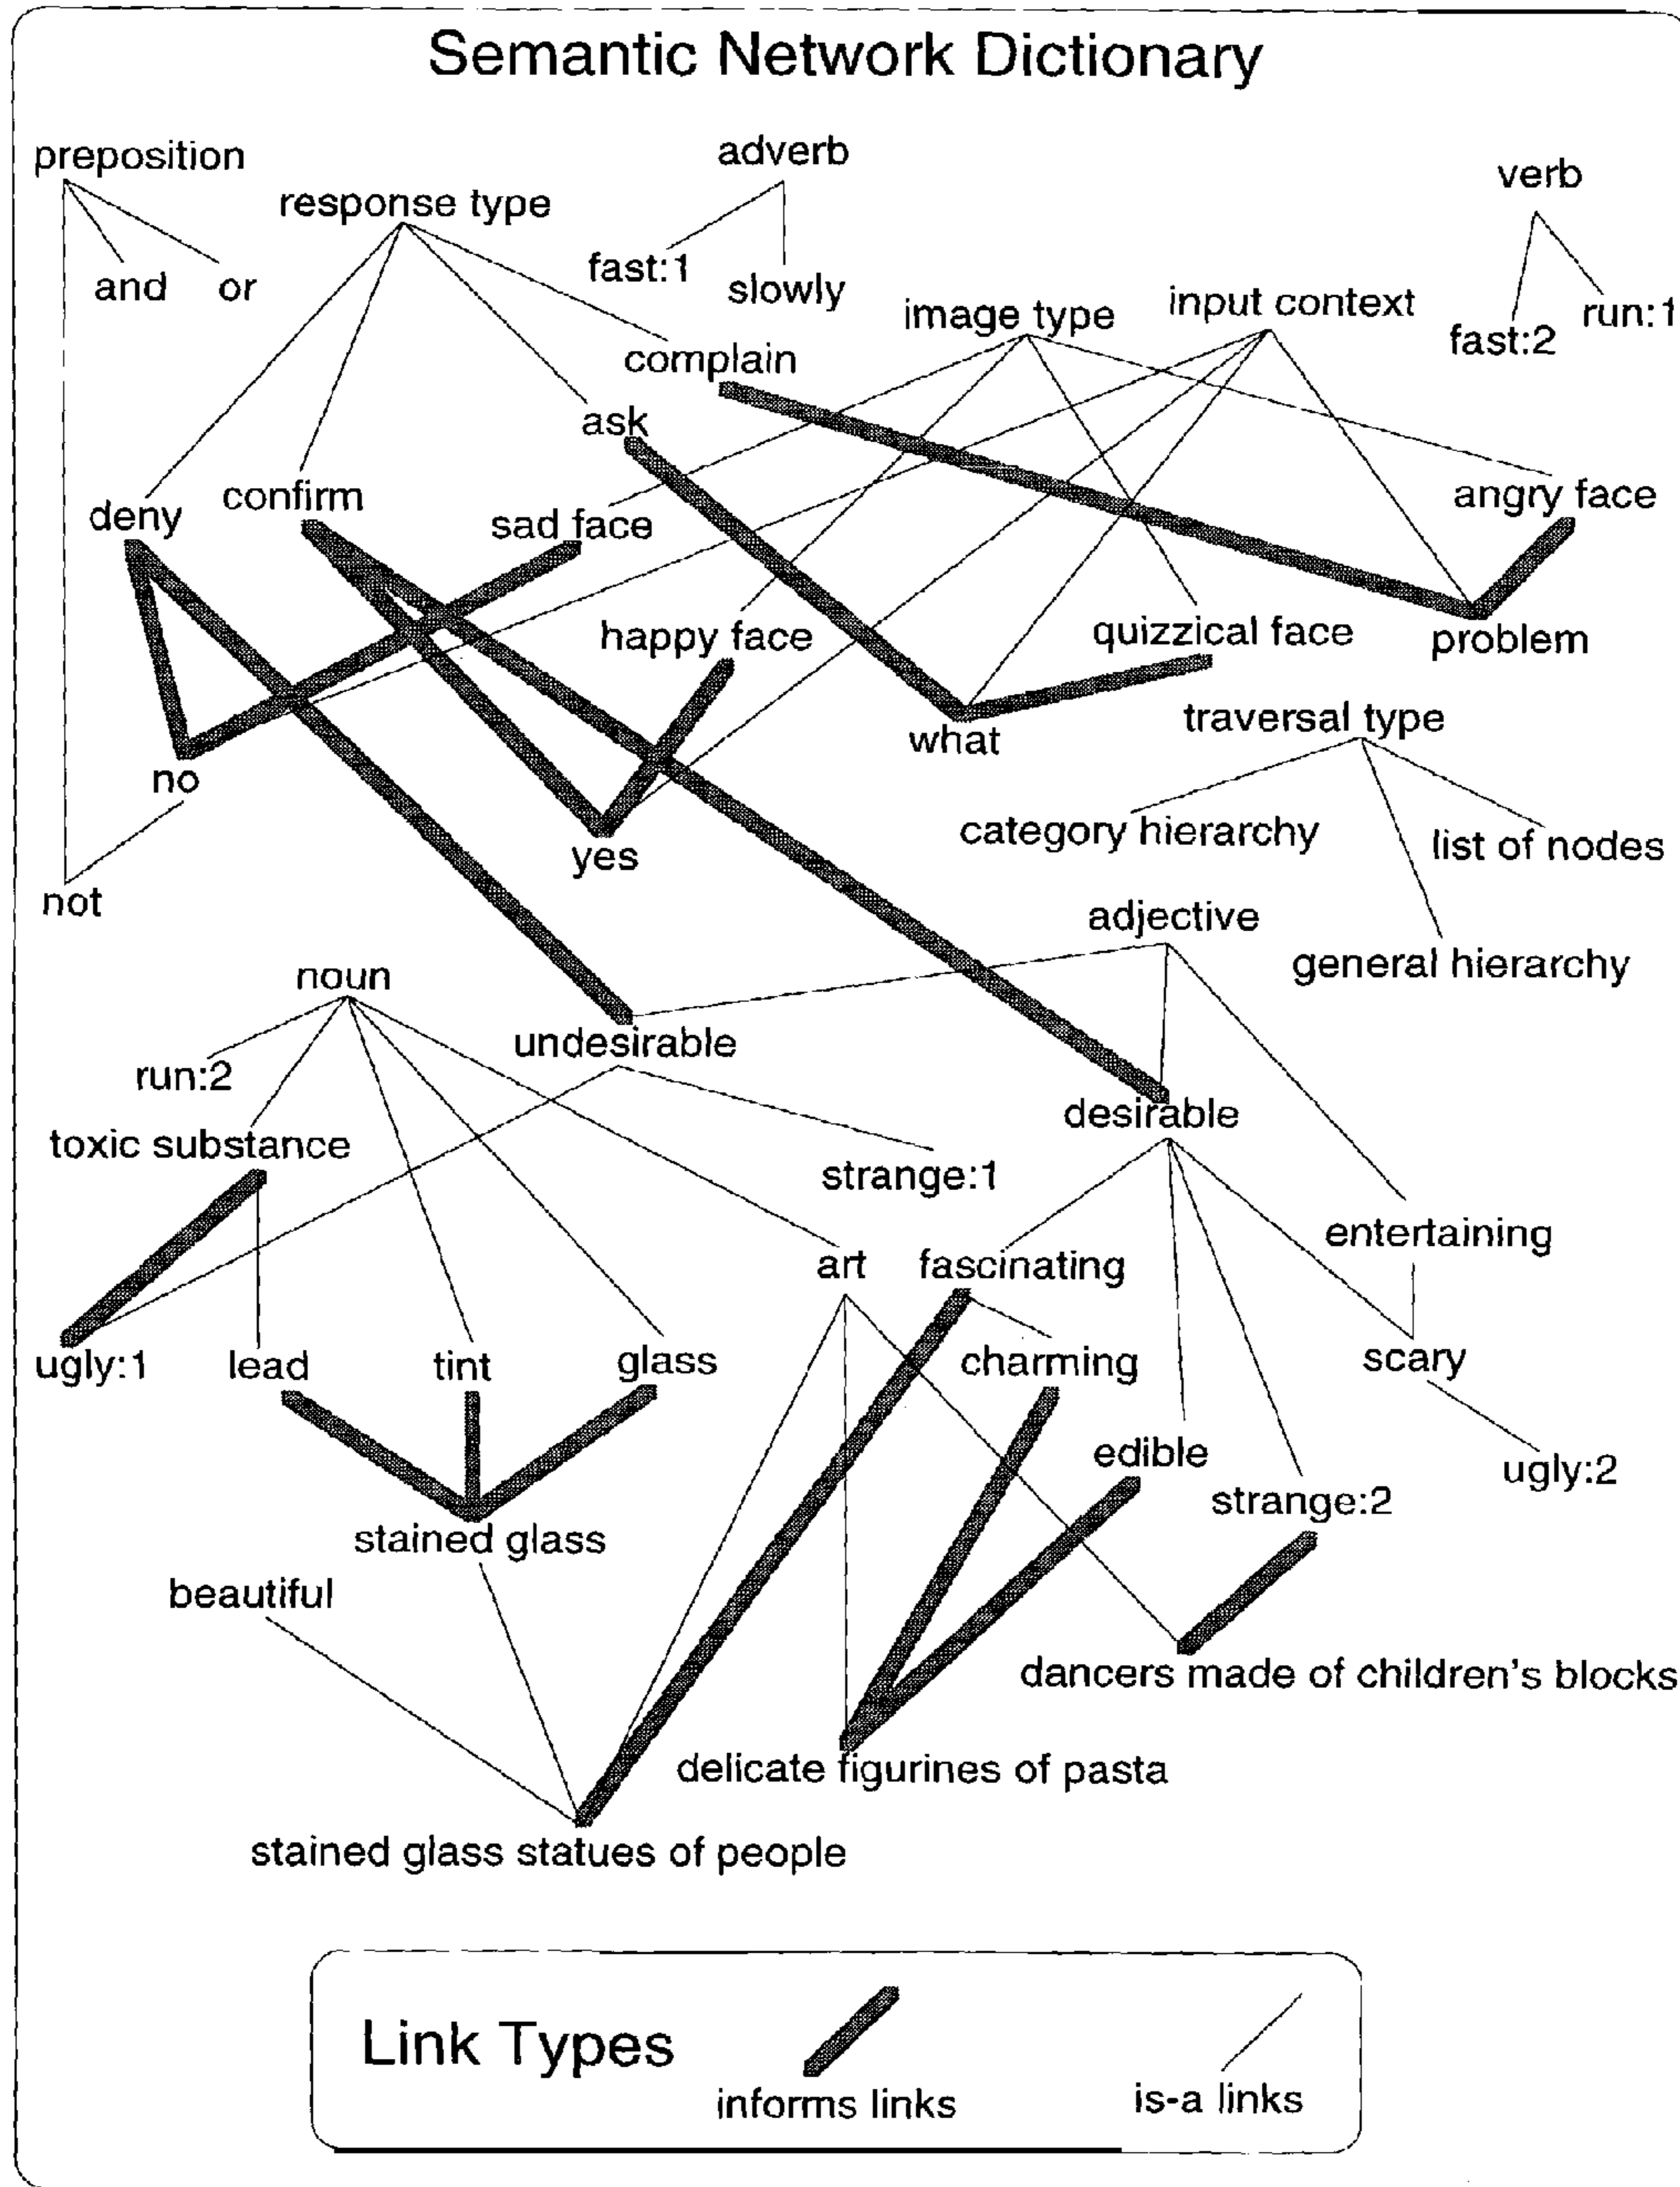 Semantic Network Dictionary
preposition
adverb
verb
response type
and
or
fast:1
slowly
image type
input context
run:1
fast:2
complain
ask
deny
confirm
sad face
angry face
happy face
quizzical face
problem
what
traversal type
no
yes
category hierarchy
list of nodes
not
adjective
general hierarchy
noun
undesirable
run:2
desirable
toxic substance
strange:1
entertaining
art
fascinating
ugly:1
lead
tint
glass
charming
scary
edible
ugly:2
strange:2
stained glass
beautiful
dancers made of children's blocks
delicate figurines of pasta
stained glass statues of people
Link Types
informs links
is-a links